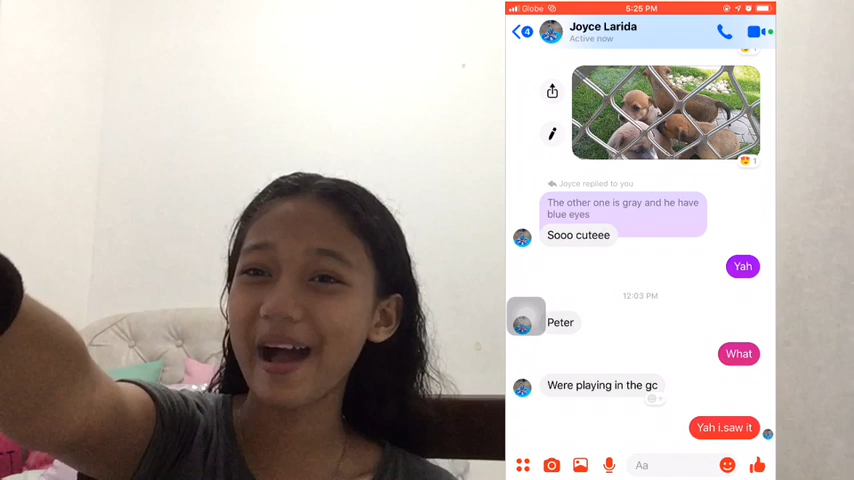 Globe 5:25 PM
4 Joyce Larida
Active now
1
Joyce replied to you
The other one is gray and he have
blue eyes
Sooo cuteee
Yah
12:03 PM
Peter
What
Were playing in the gc
Yah i.saw it
Aa